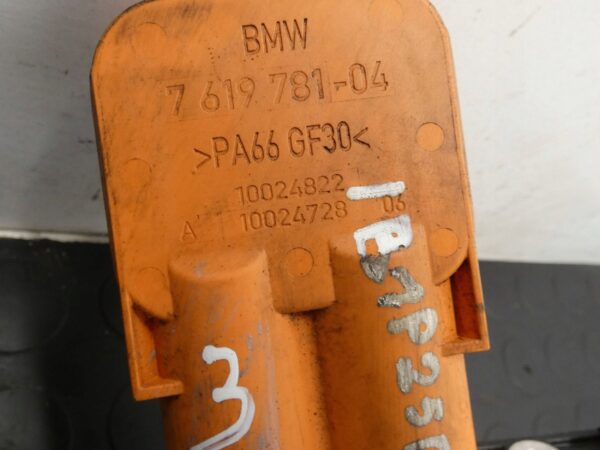 BMW
7 619 781-04
>PA66 GF30<
10024822
A 10024728 06
3